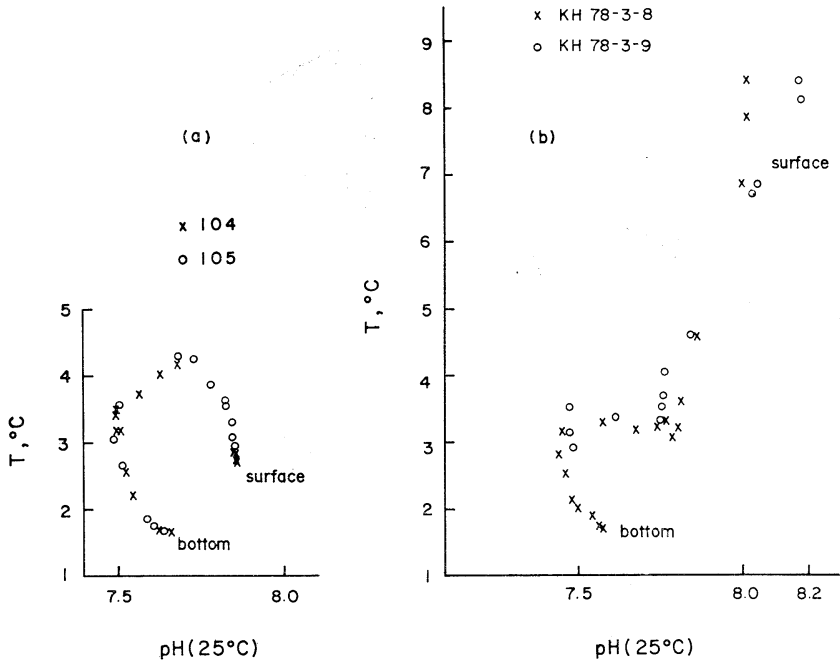 x KH 78-3-8
o KH 78-3-9
(a)
x 104
o 105
5
4
3
2
1
T, °C
surface
bottom
7.5
8.0
pH(25°C)
(b)
9
8
7
6
5
4
3
2
1
T, °C
surface
bottom
7.5
8.0
8.2
pH(25°C)